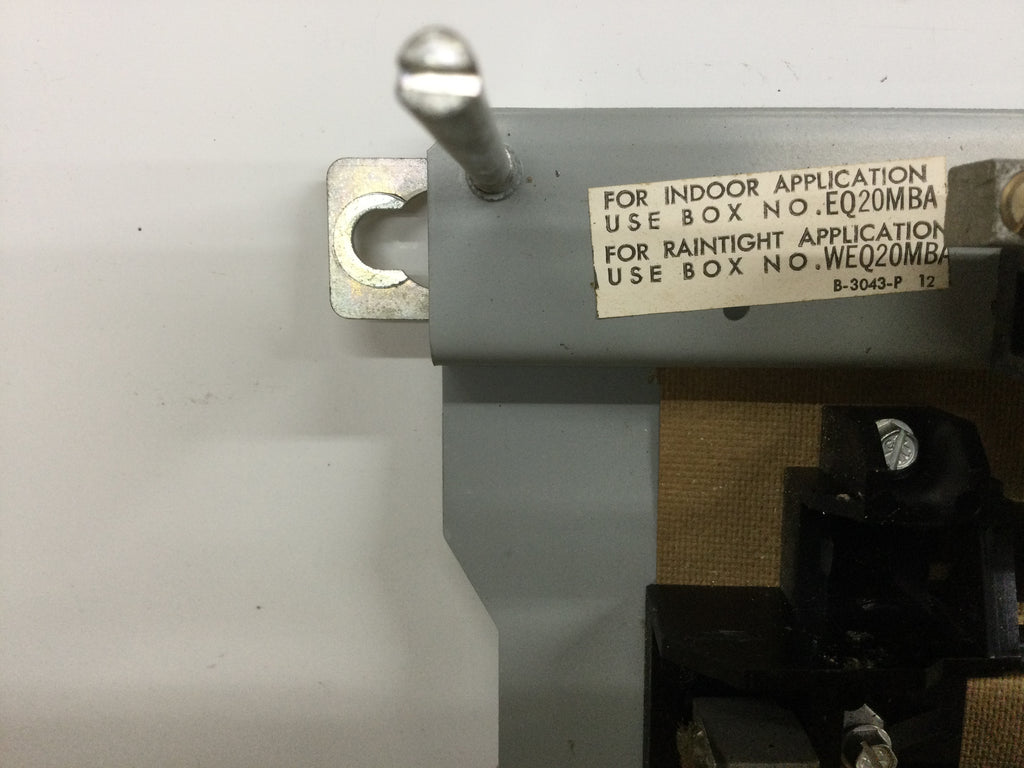 FOR INDOOR APPLICATION
USE BOX NO. EQ20MBA
FOR RAINTIGHT APPLICATION
USE BOX NO. WEQ20MBA
B-3043-P 12